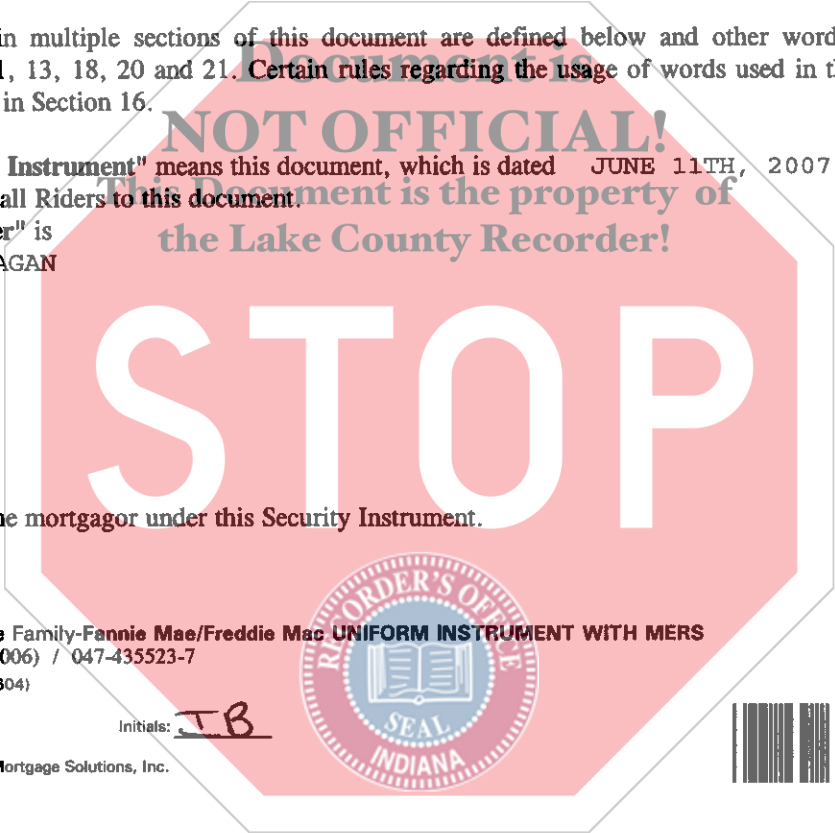 in multiple sections of this document are defined below and other word
Document is
, 13, 18, 20 and 21. Certain rules regarding the usage of words used in
in Section 16.
NOT OFFICIAL!
Instrument" means this document, which is dated JUNE 11TH, 2007
This Document is the property of
all Riders to this document.
er" is
the Lake County Recorder!
AGAN
STOP
mortgagor under this Security Instrument.
RECORDER'S OFFICE
Family-Fannie Mae/Freddie Mac UNIFORM INSTRUMENT WITH MERS
006) / 047-435523-7
304)
SEAL
Initials: IB
INDIANA
ortgage Solutions, Inc.